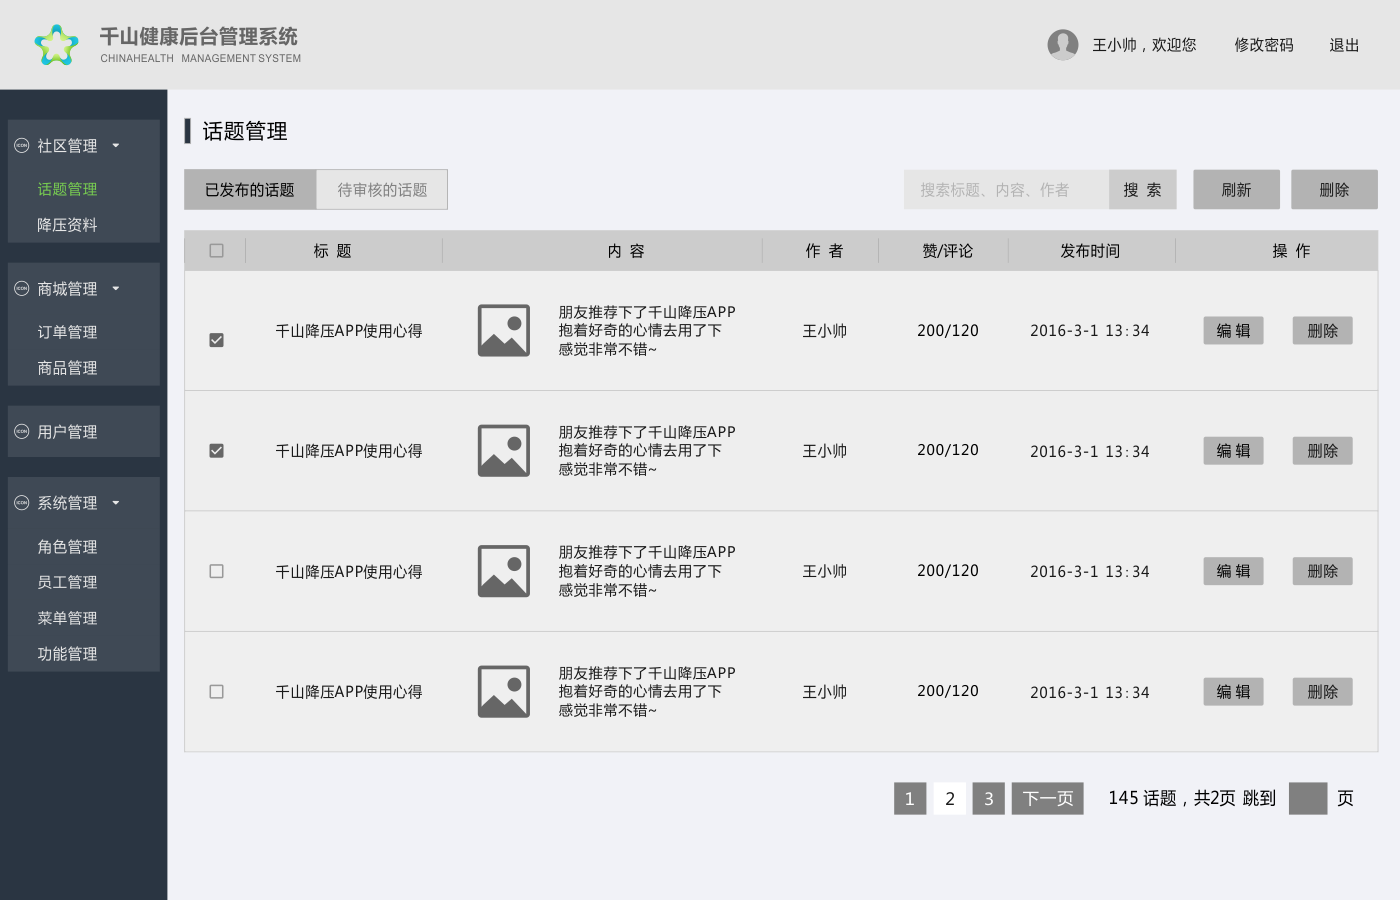 千山健康后台管理系统
CHINAHEALTH MANAGEMENT SYSTEM
王小帅，欢迎您 修改密码 退出
ICON 社区管理
话题管理
降压资料
ICON 商城管理
订单管理
商品管理
ICON 用户管理
ICON 系统管理
角色管理
员工管理
菜单管理
功能管理
话题管理
已发布的话题 待审核的话题 搜索标题、内容、作者 搜 索 刷新 删除
标 题 内 容 作 者 赞/评论 发布时间 操 作
朋友推荐下了千山降压APP
千山降压APP使用心得 抱着好奇的心情去用了下 王小帅 200/120 2016-3-1 13:34 编 辑 删除
感觉非常不错~
朋友推荐下了千山降压APP
千山降压APP使用心得 抱着好奇的心情去用了下 王小帅 200/120 2016-3-1 13:34 编 辑 删除
感觉非常不错~
朋友推荐下了千山降压APP
千山降压APP使用心得 抱着好奇的心情去用了下 王小帅 200/120 2016-3-1 13:34 编 辑 删除
感觉非常不错~
朋友推荐下了千山降压APP
千山降压APP使用心得 抱着好奇的心情去用了下 王小帅 200/120 2016-3-1 13:34 编 辑 删除
感觉非常不错~
1 2 3 下一页 145 话题，共2页 跳到 页